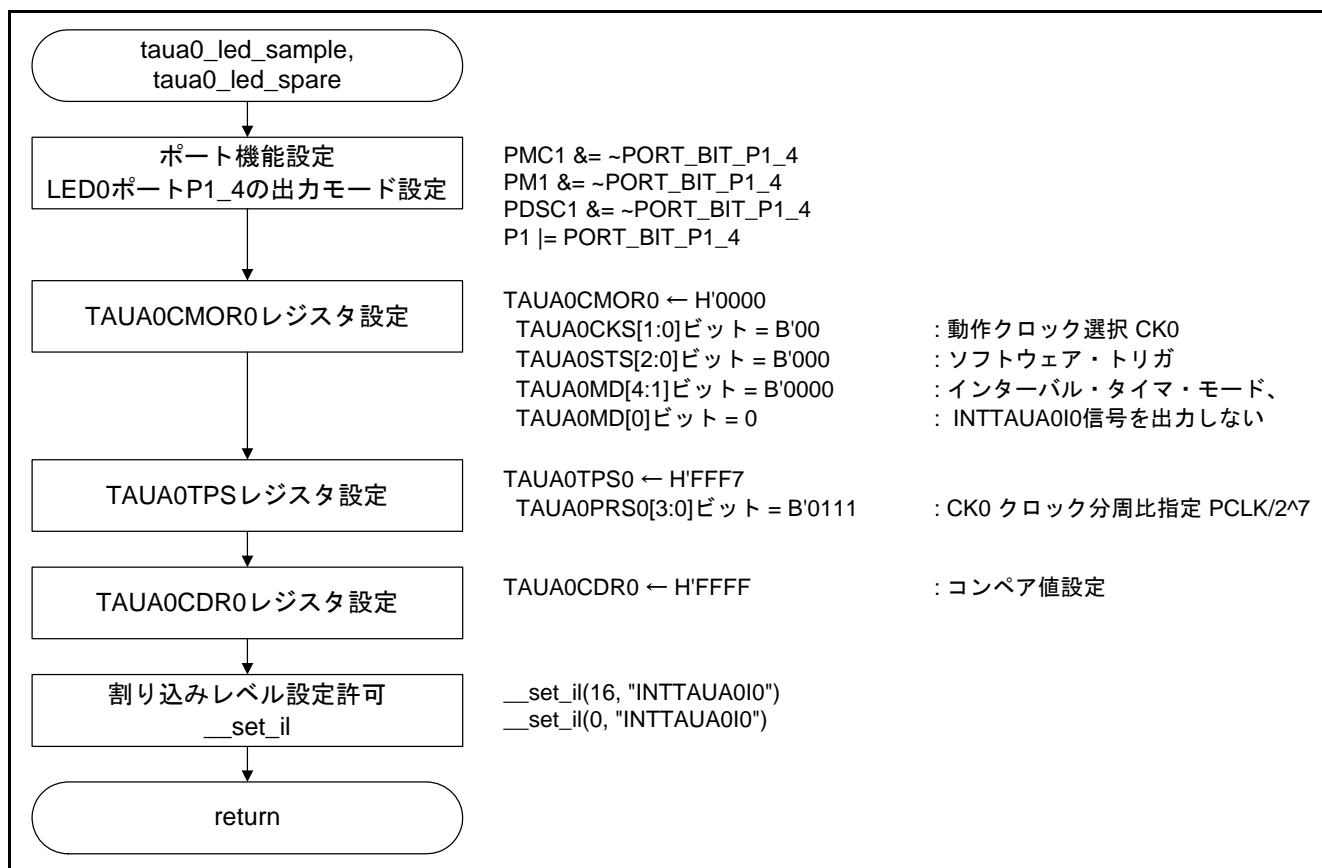 taua0_led_sample,
taua0_led_spare
ポート機能設定
LED0ポートP1_4の出力モード設定
PMC1 &= ~PORT_BIT_P1_4
PM1 &= ~PORT_BIT_P1_4
PDSC1 &= ~PORT_BIT_P1_4
P1 |= PORT_BIT_P1_4
TAUA0CMOR0レジスタ設定
TAUA0CMOR0 ← H'0000
TAUA0CKS[1:0]ビット = B'00 : 動作クロック選択 CK0
TAUA0STS[2:0]ビット = B'000 : ソフトウェア・トリガ
TAUA0MD[4:1]ビット = B'0000 : インターバル・タイマ・モード、
TAUA0MD[0]ビット = 0 : INTTAUA0I0信号を出力しない
TAUA0TPSレジスタ設定
TAUA0TPS0 ← H'FFF7
TAUA0PRS0[3:0]ビット = B'0111 : CK0 クロック分周比指定 PCLK/2^7
TAUA0CDR0レジスタ設定
TAUA0CDR0 ← H'FFFF : コンペア値設定
割り込みレベル設定許可
__set_il
__set_il(16, "INTTAUA0I0")
__set_il(0, "INTTAUA0I0")
return